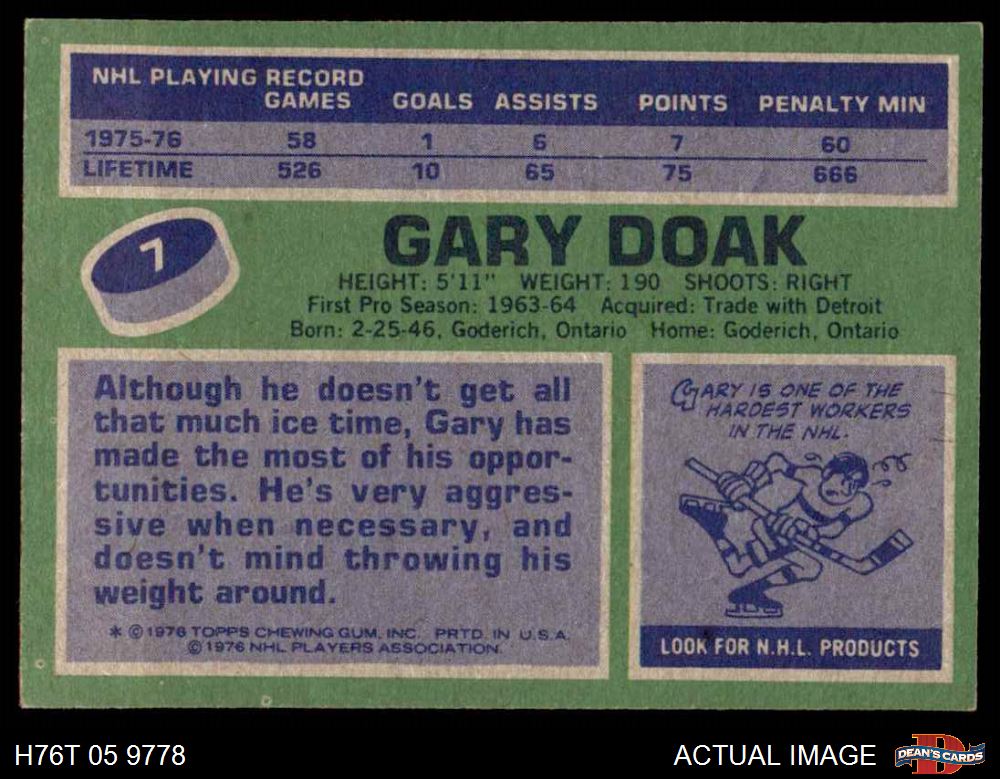 NHL PLAYING RECORD
GAMES GOALS ASSISTS POINTS PENALTY MIN
1975-76 58 1 6 7 60
LIFETIME 526 10 65 75 666
7
GARY DOAK
HEIGHT: 5'11" WEIGHT: 190 SHOOTS: RIGHT
First Pro Season: 1963-64 Acquired: Trade with Detroit
Born: 2-25-46, Goderich, Ontario Home: Goderich, Ontario
Although he doesn't get all
that much ice time, Gary has
made the most of his oppor-
tunities. He's very aggres-
sive when necessary, and
doesn't mind throwing his
weight around.
* © 1976 TOPPS CHEWING GUM, INC. PRTD. IN U.S.A.
© 1976 NHL PLAYERS ASSOCIATION.
GARY IS ONE OF THE
HARDEST WORKERS
IN THE NHL.
LOOK FOR N.H.L. PRODUCTS
H76T 05 9778
ACTUAL IMAGE
DEAN'S CARDS